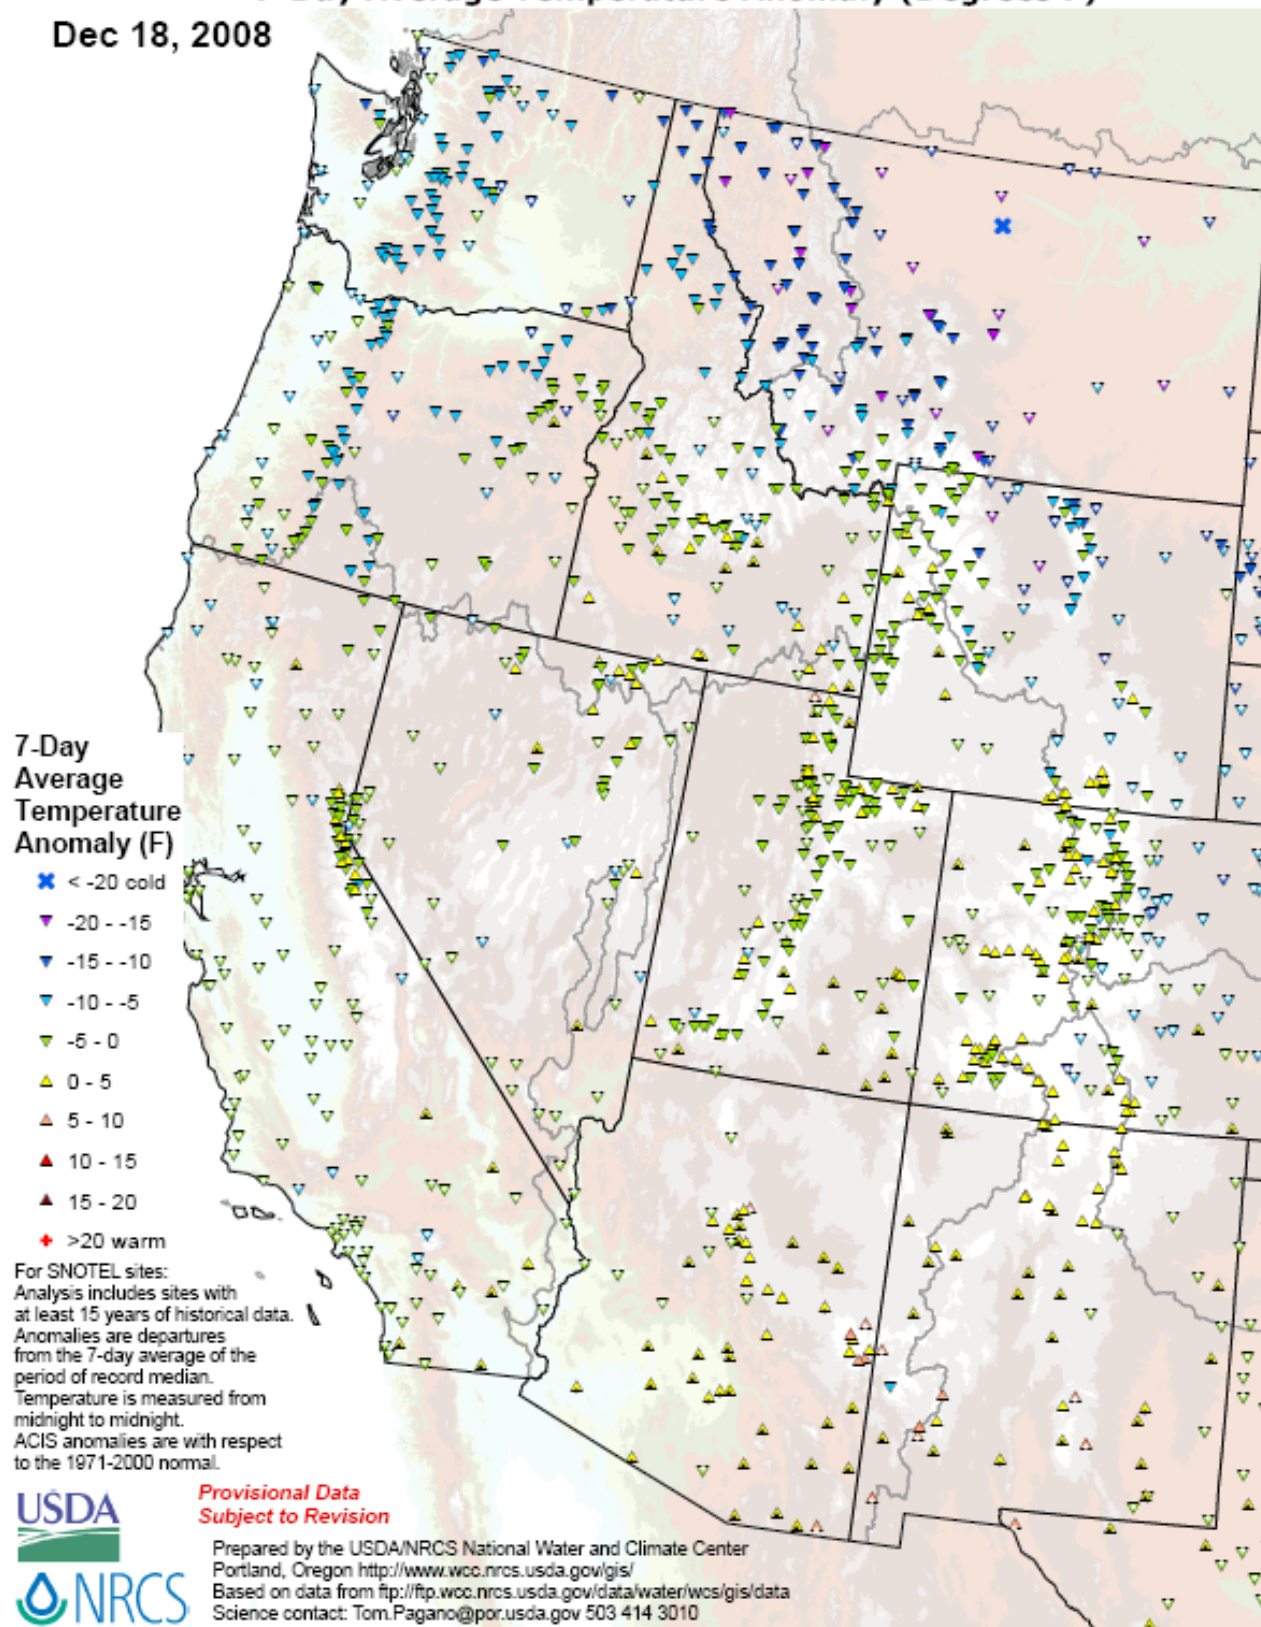 7-Day Average Temperature Anomaly (Degrees F)
Dec 18, 2008
7-Day
Average
Temperature
Anomaly (F)
< -20 cold
-20 - -15
-15 - -10
-10 - -5
-5 - 0
0 - 5
5 - 10
10 - 15
15 - 20
>20 warm
For SNOTEL sites:
Analysis includes sites with
at least 15 years of historical data.
Anomalies are departures
from the 7-day average of the
period of record median.
Temperature is measured from
midnight to midnight.
ACIS anomalies are with respect
to the 1971-2000 normal.
USDA
NRCS
Provisional Data
Subject to Revision
Prepared by the USDA/NRCS National Water and Climate Center
Portland, Oregon http://www.wcc.nrcs.usda.gov/gis/
Based on data from ftp://ftp.wcc.nrcs.usda.gov/data/water/wcs/gis/data
Science contact: Tom.Pagano@por.usda.gov 503 414 3010